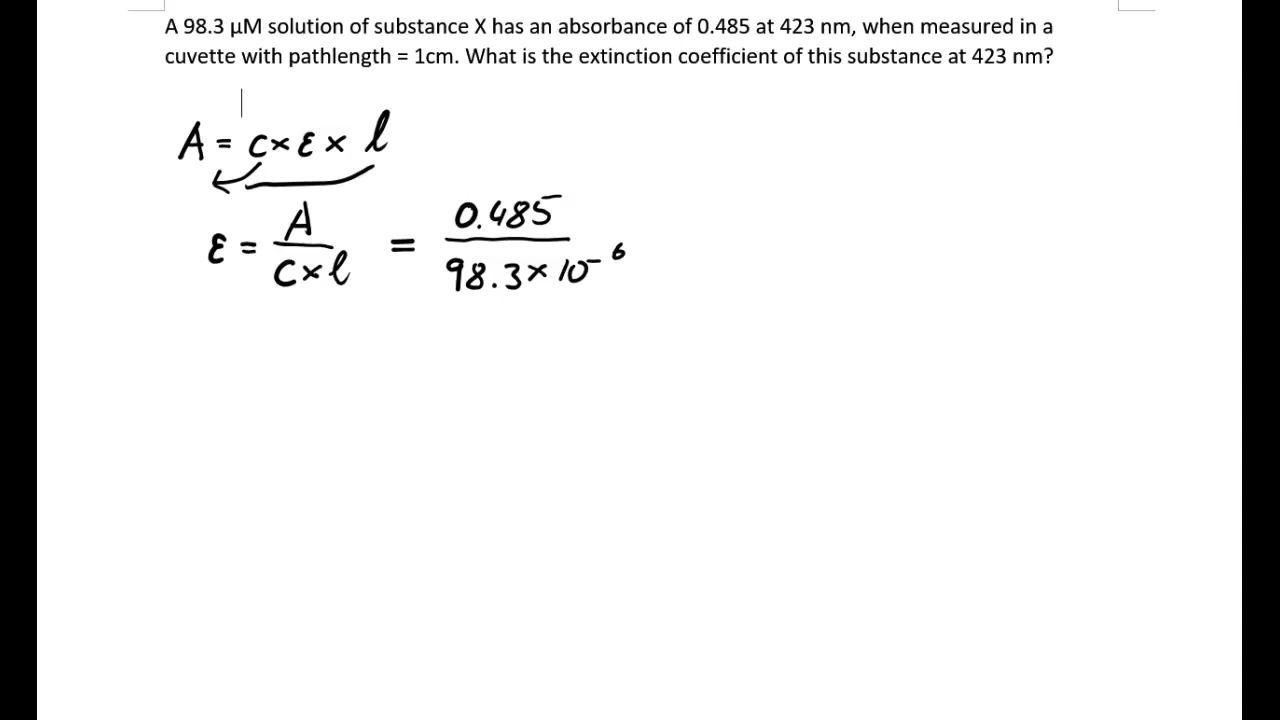 A 98.3 µM solution of substance X has an absorbance of 0.485 at 423 nm, when measured in a
cuvette with pathlength = 1cm. What is the extinction coefficient of this substance at 423 nm?
A = C × ε × l
ε = A / C × l = 0.485 / 98.3 × 10⁻⁶